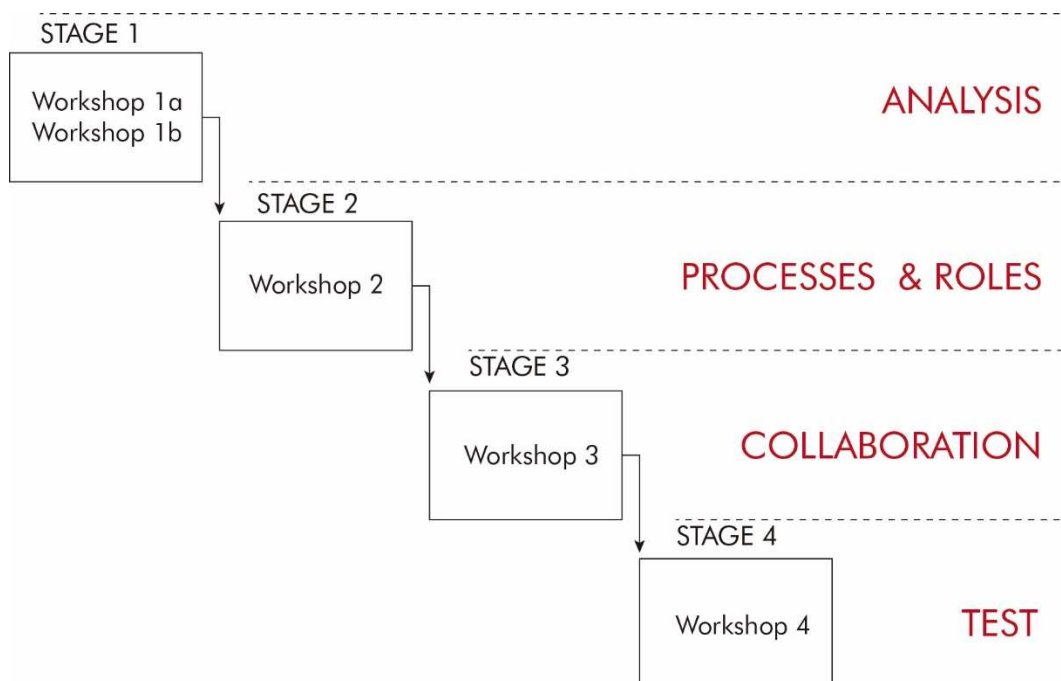 STAGE 1
Workshop 1a
Workshop 1b
ANALYSIS
STAGE 2
Workshop 2
PROCESSES & ROLES
STAGE 3
Workshop 3
COLLABORATION
STAGE 4
Workshop 4
TEST